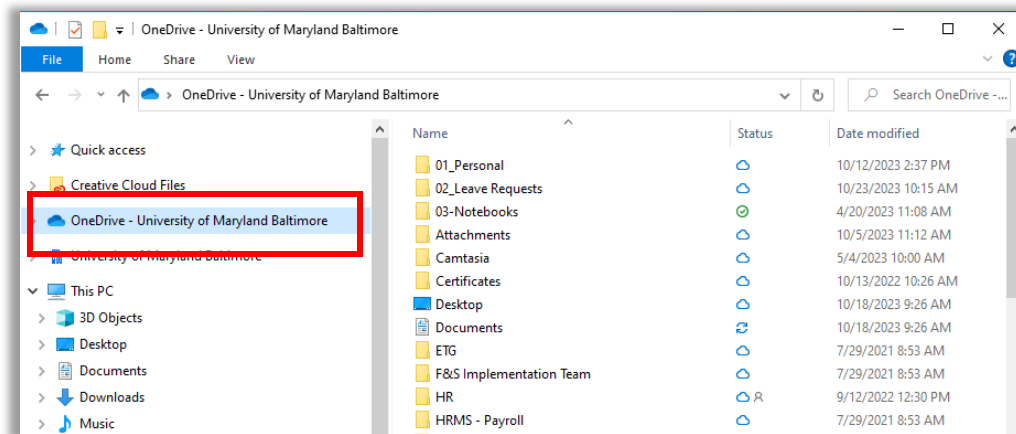 OneDrive - University of Maryland Baltimore
File Home Share View
OneDrive - University of Maryland Baltimore Search OneDrive -...
Name Status Date modified
Quick access
Creative Cloud Files
OneDrive - University of Maryland Baltimore
University of Maryland Baltimore
This PC
3D Objects
Desktop
Documents
Downloads
Music
01_Personal 10/12/2023 2:37 PM
02_Leave Requests 10/23/2023 10:15 AM
03-Notebooks 4/20/2023 11:08 AM
Attachments 10/5/2023 11:12 AM
Camtasia 5/4/2023 10:00 AM
Certificates 10/13/2022 10:26 AM
Desktop 10/18/2023 9:26 AM
Documents 10/18/2023 9:26 AM
ETG 7/29/2021 8:53 AM
F&S Implementation Team 7/29/2021 8:53 AM
HR 9/12/2022 12:30 PM
HRMS - Payroll 7/29/2021 8:53 AM